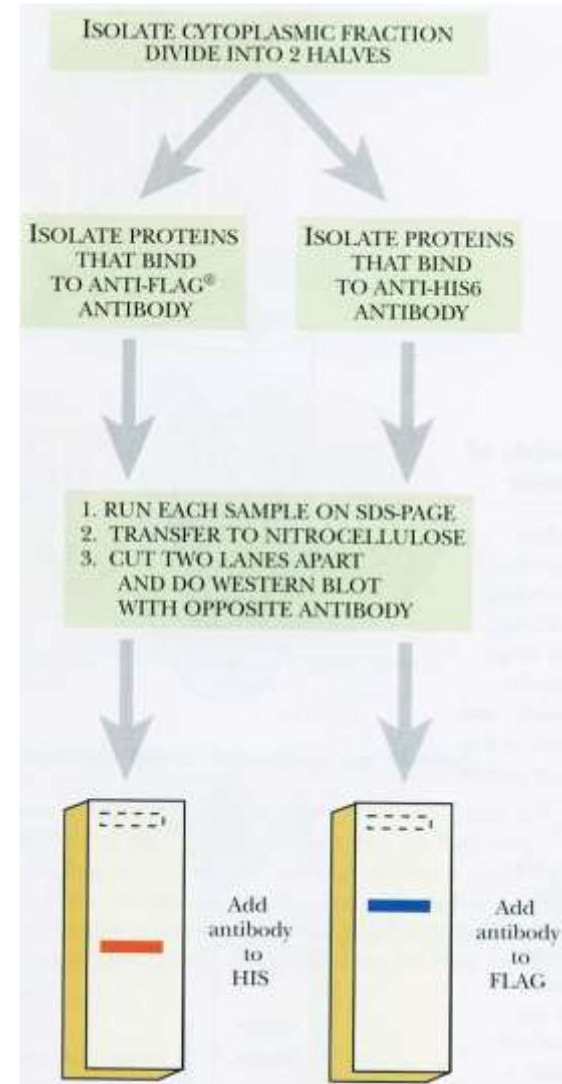 ISOLATE CYTOPLASMIC FRACTION
DIVIDE INTO 2 HALVES
ISOLATE PROTEINS
THAT BIND
TO ANTI-FLAG®
ANTIBODY
ISOLATE PROTEINS
THAT BIND
TO ANTI-HIS6
ANTIBODY
1. RUN EACH SAMPLE ON SDS-PAGE
2. TRANSFER TO NITROCELLULOSE
3. CUT TWO LANES APART
AND DO WESTERN BLOT
WITH OPPOSITE ANTIBODY
Add
antibody
to
HIS
Add
antibody
to
FLAG